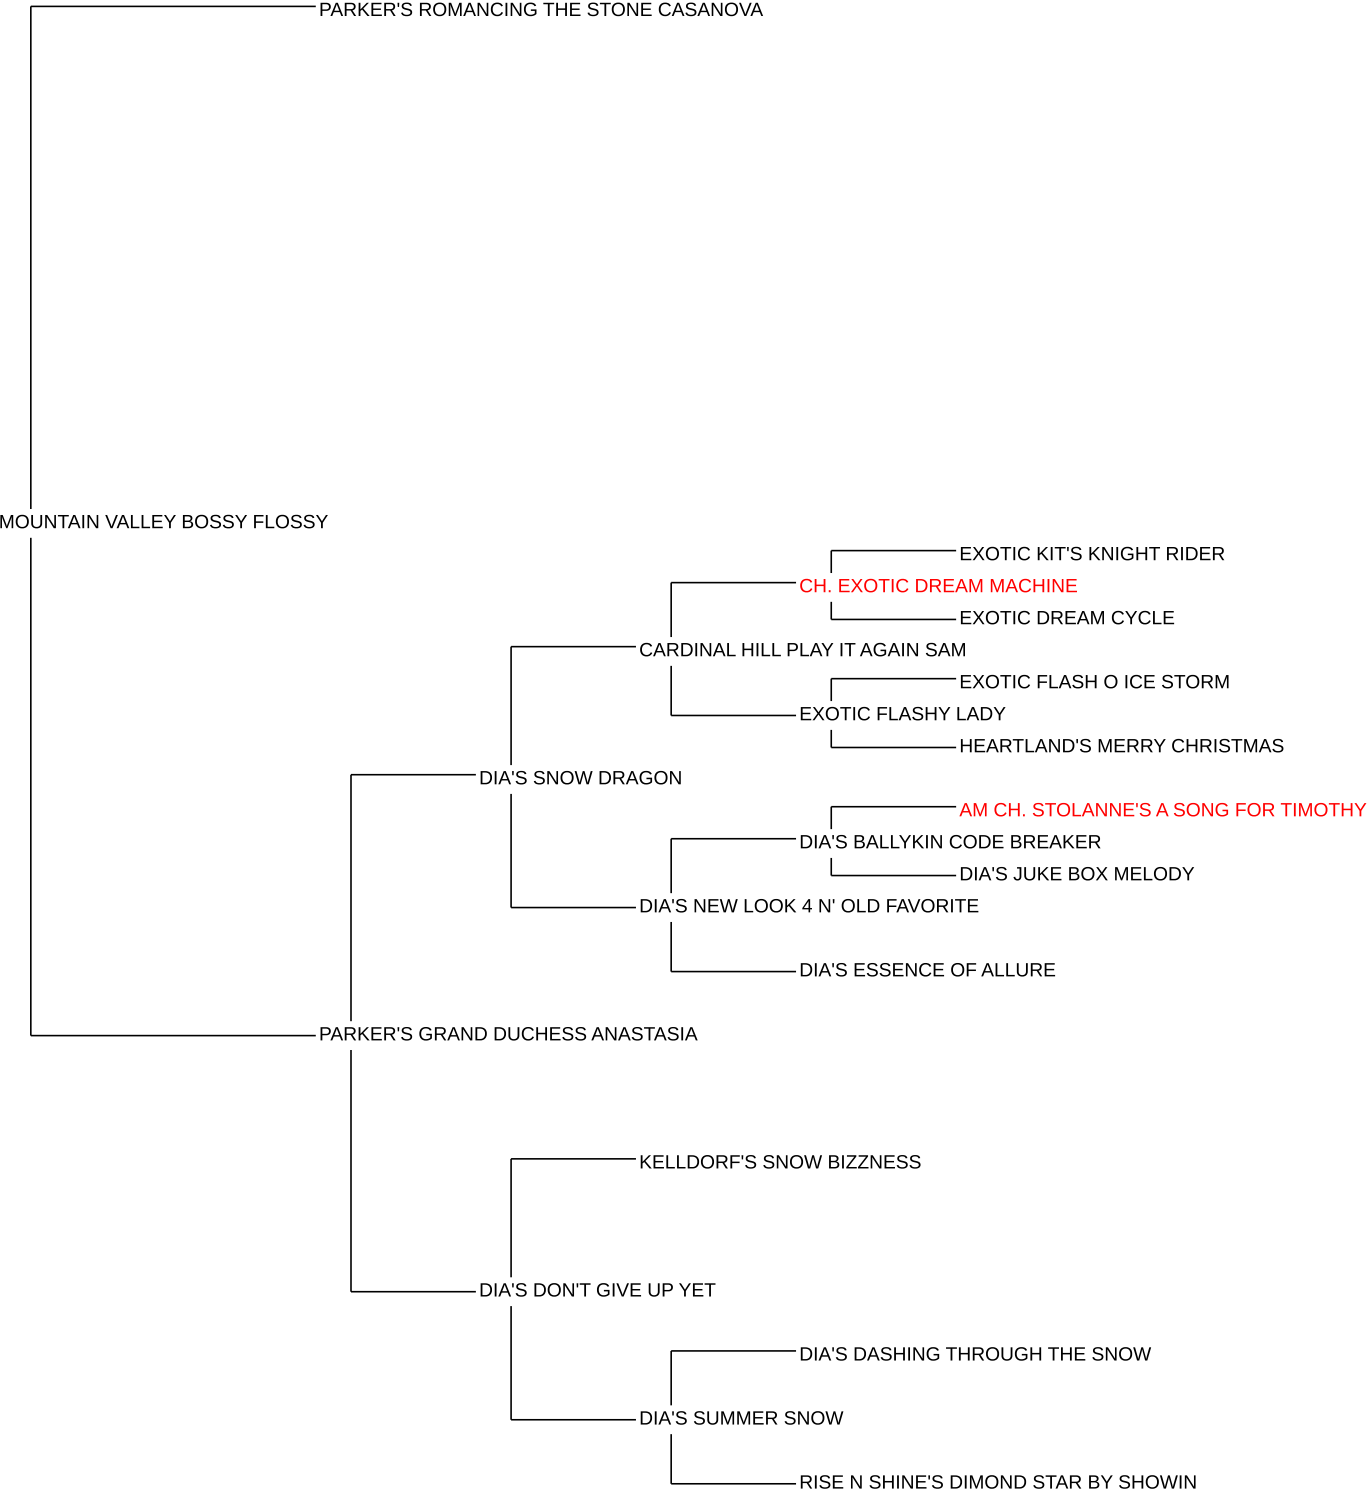 PARKER'S ROMANCING THE STONE CASANOVA
MOUNTAIN VALLEY BOSSY FLOSSY
EXOTIC KIT'S KNIGHT RIDER
CH. EXOTIC DREAM MACHINE
EXOTIC DREAM CYCLE
CARDINAL HILL PLAY IT AGAIN SAM
EXOTIC FLASH O ICE STORM
EXOTIC FLASHY LADY
HEARTLAND'S MERRY CHRISTMAS
DIA'S SNOW DRAGON
AM CH. STOLANNE'S A SONG FOR TIMOTHY
DIA'S BALLYKIN CODE BREAKER
DIA'S JUKE BOX MELODY
DIA'S NEW LOOK 4 N' OLD FAVORITE
DIA'S ESSENCE OF ALLURE
PARKER'S GRAND DUCHESS ANASTASIA
KELLDORF'S SNOW BIZZNESS
DIA'S DON'T GIVE UP YET
DIA'S DASHING THROUGH THE SNOW
DIA'S SUMMER SNOW
RISE N SHINE'S DIMOND STAR BY SHOWIN